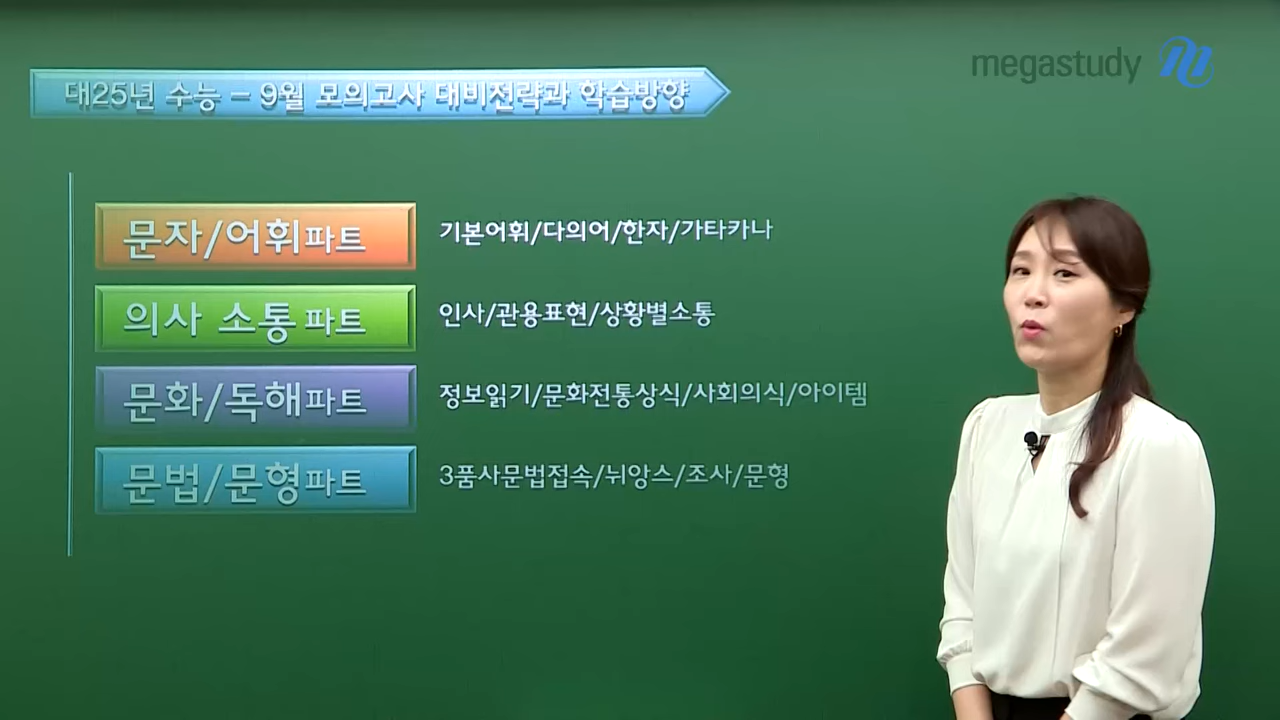 megastudy
대25년 수능 - 9월 모의고사 대비전략과 학습방향
문자/어휘파트
기본어휘/다의어/한자/가타카나
의사 소통 파트
인사/관용표현/상황별소통
문화/독해파트
정보읽기/문화전통상식/사회의식/아이템
문법/문형파트
3품사문법접속/뉘앙스/조사/문형